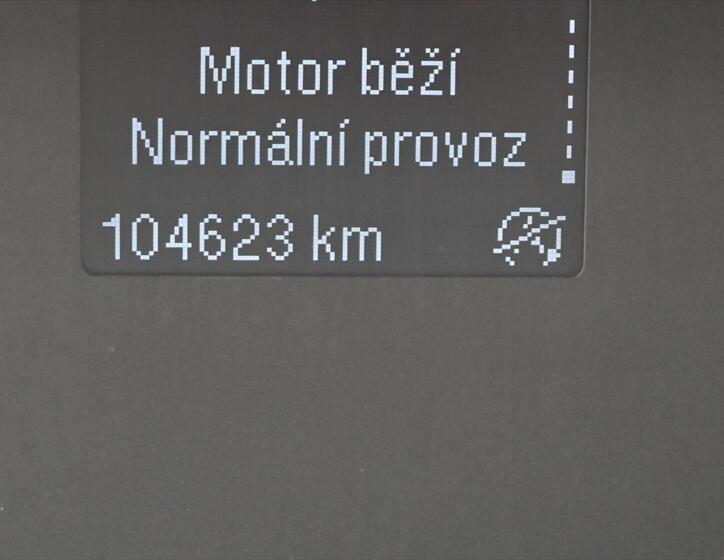 Motor běží
Normální provoz
104623 km